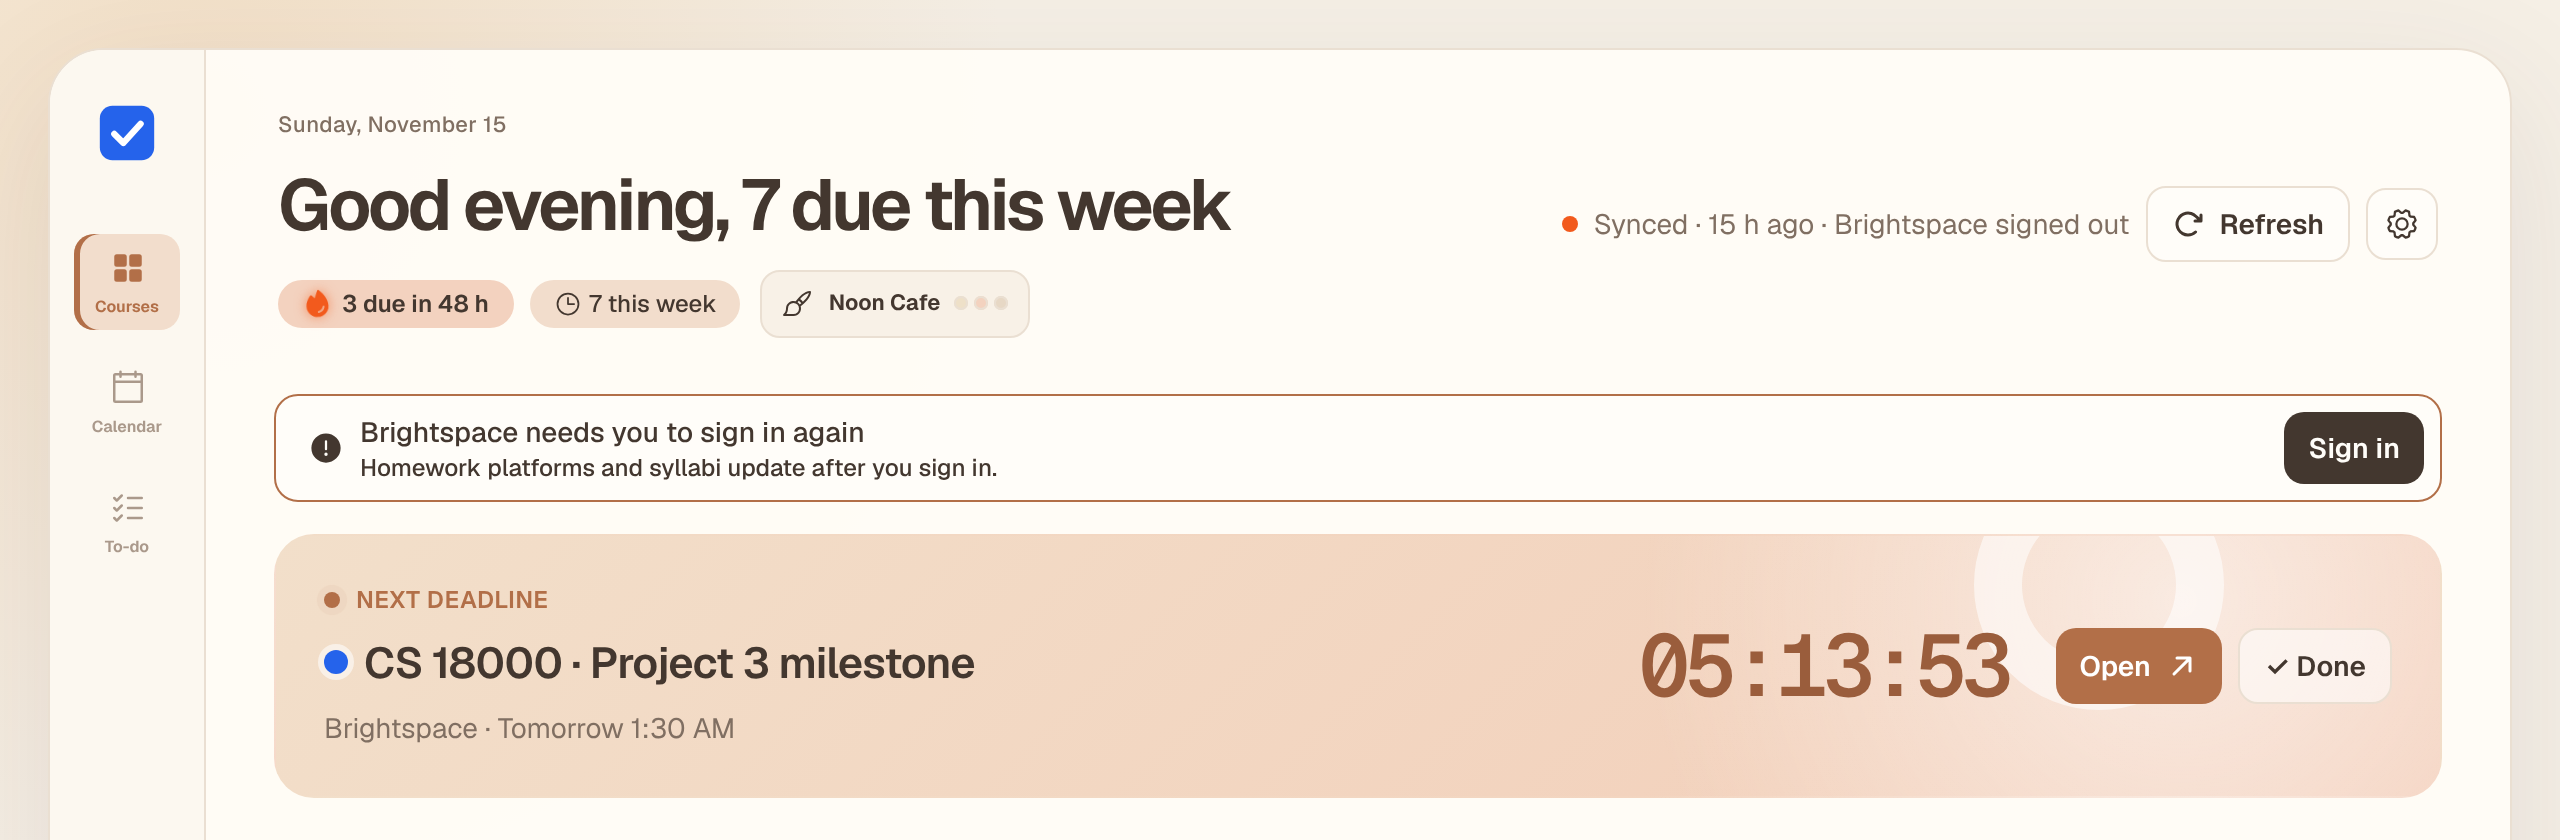 Sunday, November 15
Good evening, 7 due this week
Synced · 15 h ago · Brightspace signed out
Refresh
3 due in 48 h
7 this week
Noon Cafe
Courses
Calendar
To-do
Brightspace needs you to sign in again
Homework platforms and syllabi update after you sign in.
Sign in
NEXT DEADLINE
CS 18000 · Project 3 milestone
Brightspace · Tomorrow 1:30 AM
05:13:53
Open
Done